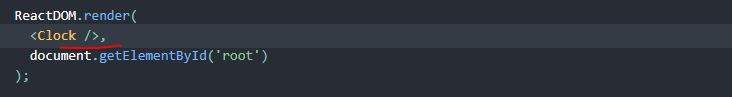 ReactDOM.render(
  <Clock />,
  document.getElementById('root')
);